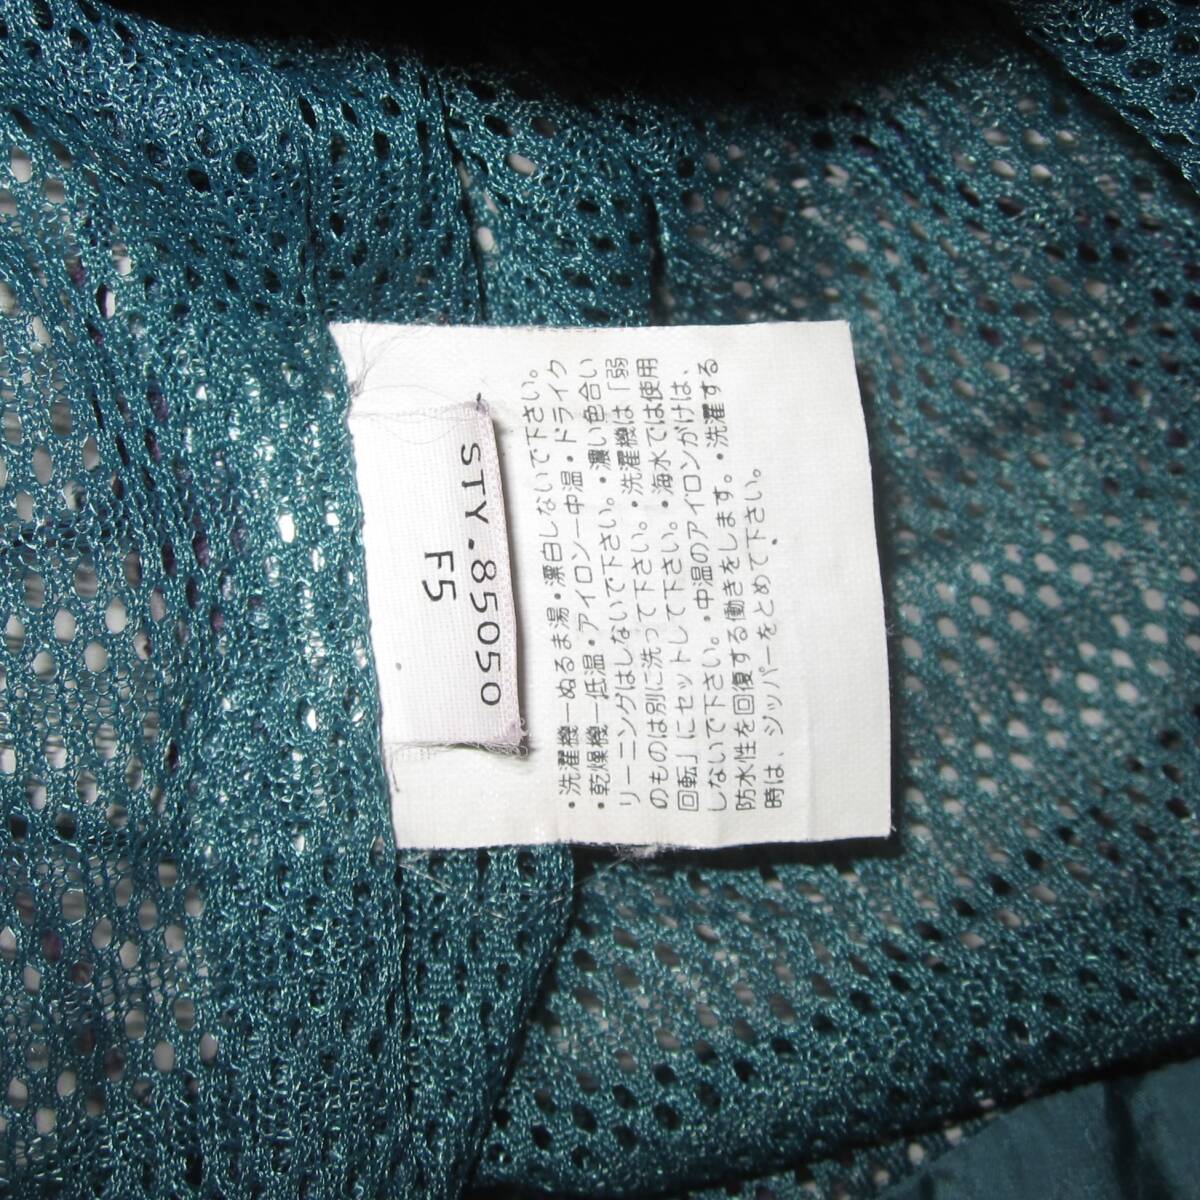 STY.85050
F5
・洗濯機ーぬるま湯・漂白しないで下さい。
・乾燥機ー低温・アイロンー中温・ドライク
リーニングはしないで下さい。・濃い色合い
のものは別に洗って下さい。・洗濯機は「弱
回転」にセットして下さい。・海水では使用
しないで下さい。・中温のアイロンがけは、
防水性を回復する働きをします。・洗濯する
時は、ジッパーをとめて下さい。